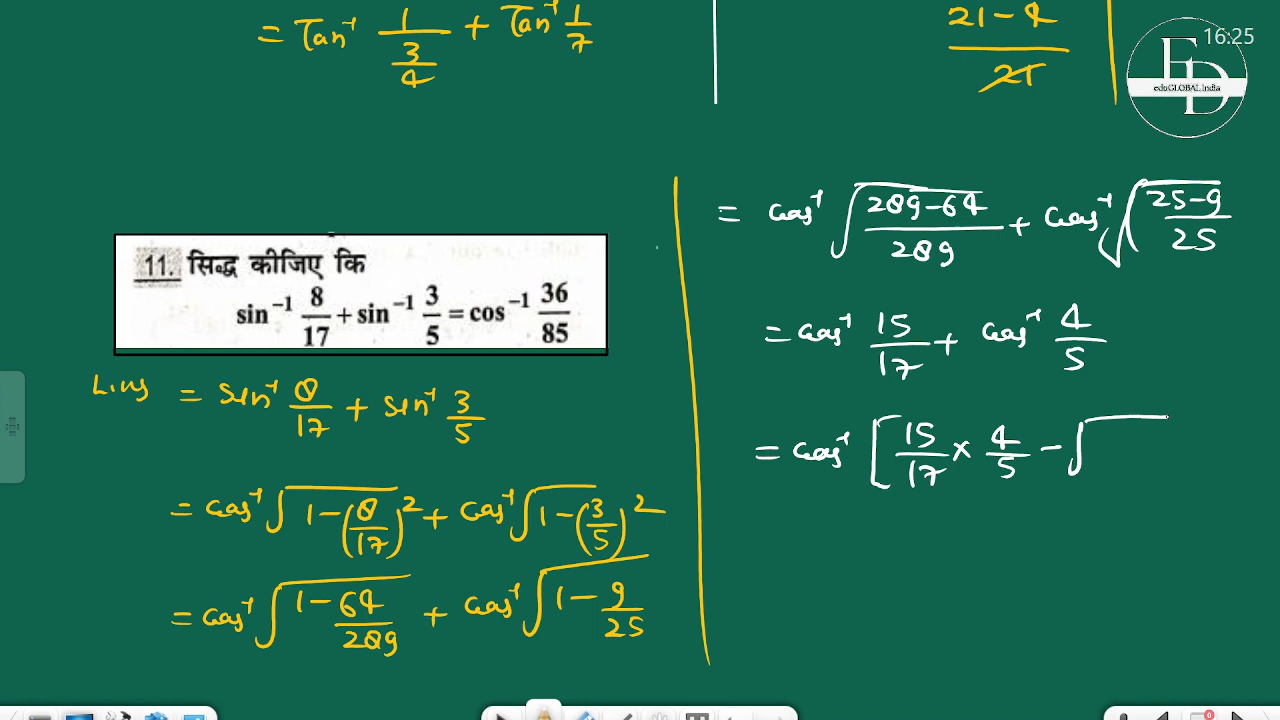 = Tan⁻¹ 1/(3/4) + Tan⁻¹ 1/7
21-4/21
16:25
ED
eduGLOBAL.India
11. सिद्ध कीजिए कि
sin⁻¹ 8/17 + sin⁻¹ 3/5 = cos⁻¹ 36/85
L.H.S = sin⁻¹ 8/17 + sin⁻¹ 3/5
= cos⁻¹ √(1-(8/17)²) + cos⁻¹ √(1-(3/5)²)
= cos⁻¹ √(1-64/289) + cos⁻¹ √(1-9/25)
= cos⁻¹ √(289-64/289) + cos⁻¹ √(25-9/25)
= cos⁻¹ 15/17 + cos⁻¹ 4/5
= cos⁻¹ [15/17 × 4/5 - √